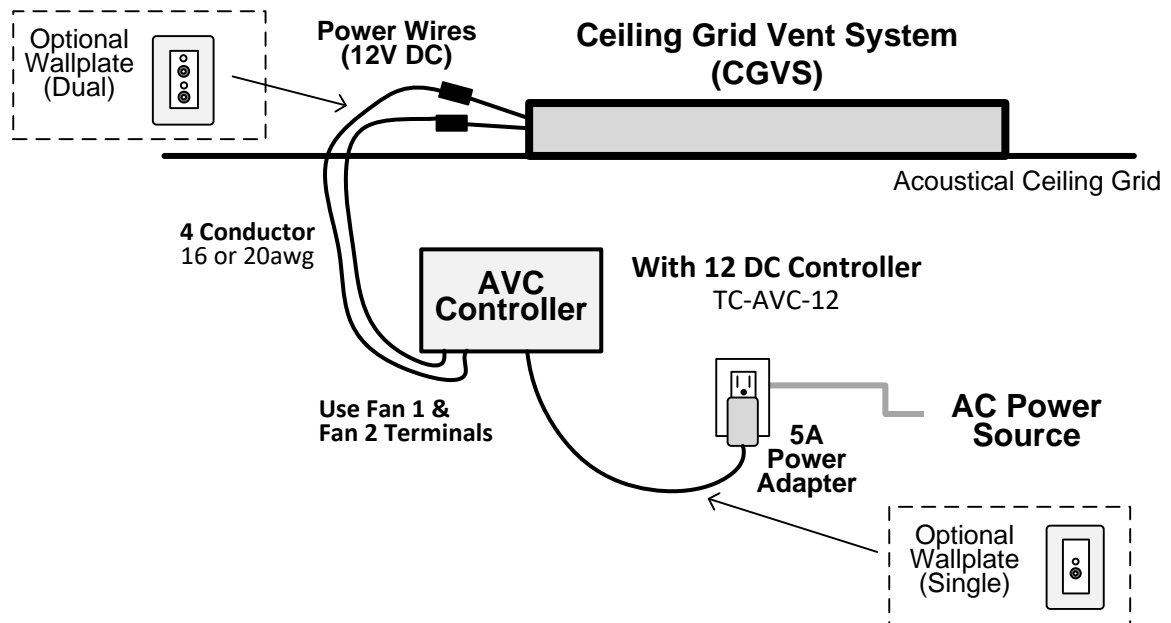 Optional
Wallplate
(Dual)
Power Wires
(12V DC)
Ceiling Grid Vent System
(CGVS)
Acoustical Ceiling Grid
4 Conductor
16 or 20awg
AVC
Controller
With 12 DC Controller
TC-AVC-12
Use Fan 1 &
Fan 2 Terminals
5A
Power
Adapter
AC Power
Source
Optional
Wallplate
(Single)